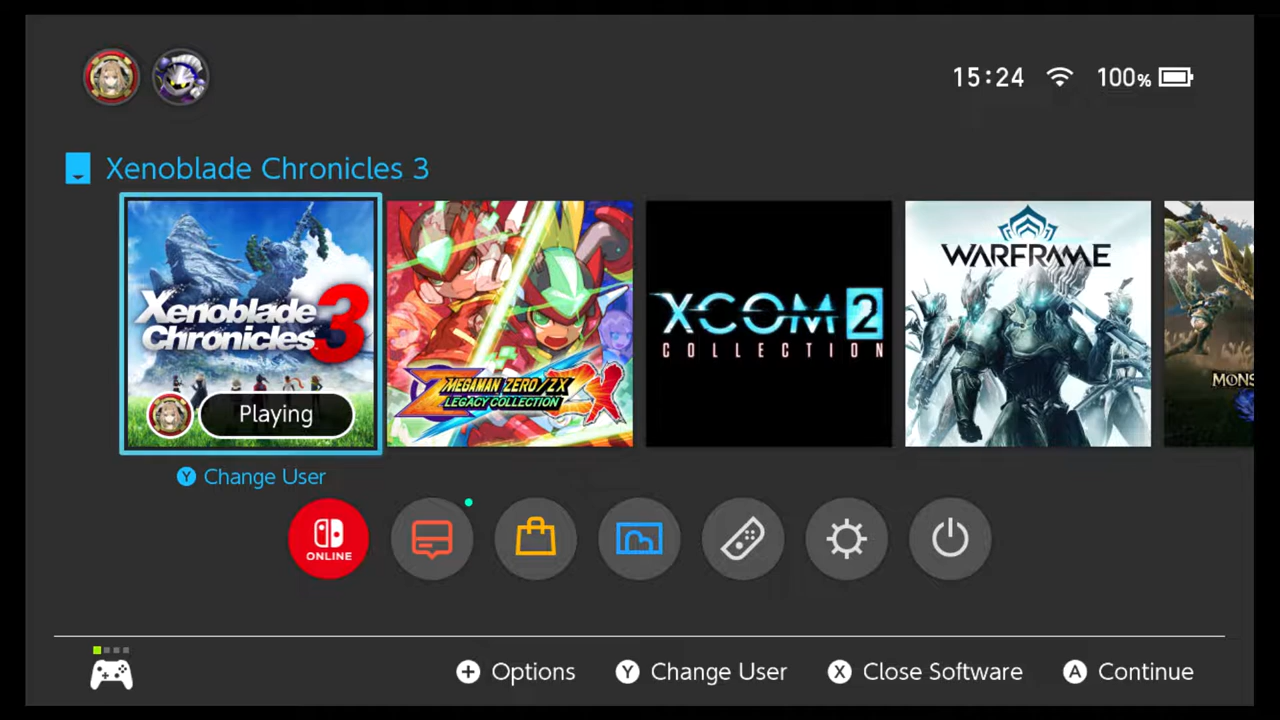 15:24 100%
Xenoblade Chronicles 3
Xenoblade
Chronicles 3
Playing
MEGAMAN ZERO/ZX
LEGACY COLLECTION
ZX
XCOM 2
COLLECTION
WARFRAME
MONS
Y Change User
ONLINE
+ Options
Y Change User
X Close Software
A Continue